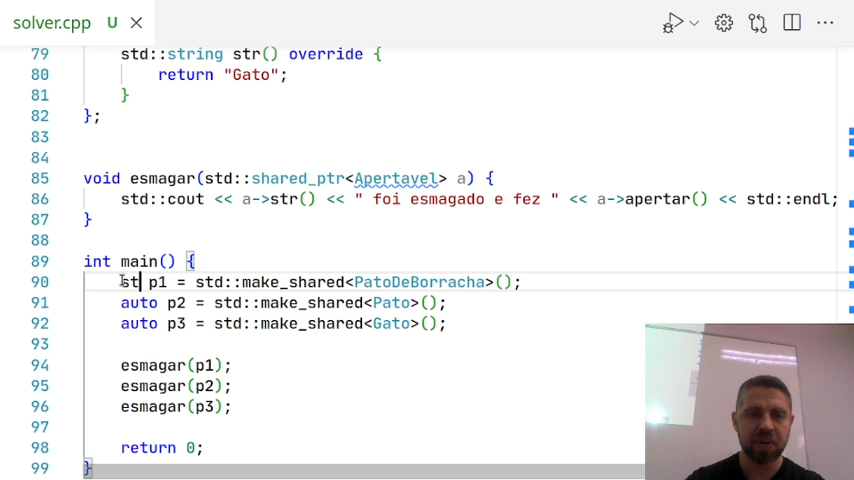 solver.cpp U
79 std::string str() override {
80 return "Gato";
81 }
82 };
83
84
85 void esmagar(std::shared_ptr<Apertavel> a) {
86 std::cout << a->str() << " foi esmagado e fez " << a->apertar() << std::endl;
87 }
88
89 int main() {
90 st p1 = std::make_shared<PatoDeBorracha>();
91 auto p2 = std::make_shared<Pato>();
92 auto p3 = std::make_shared<Gato>();
93
94 esmagar(p1);
95 esmagar(p2);
96 esmagar(p3);
97
98 return 0;
99 }